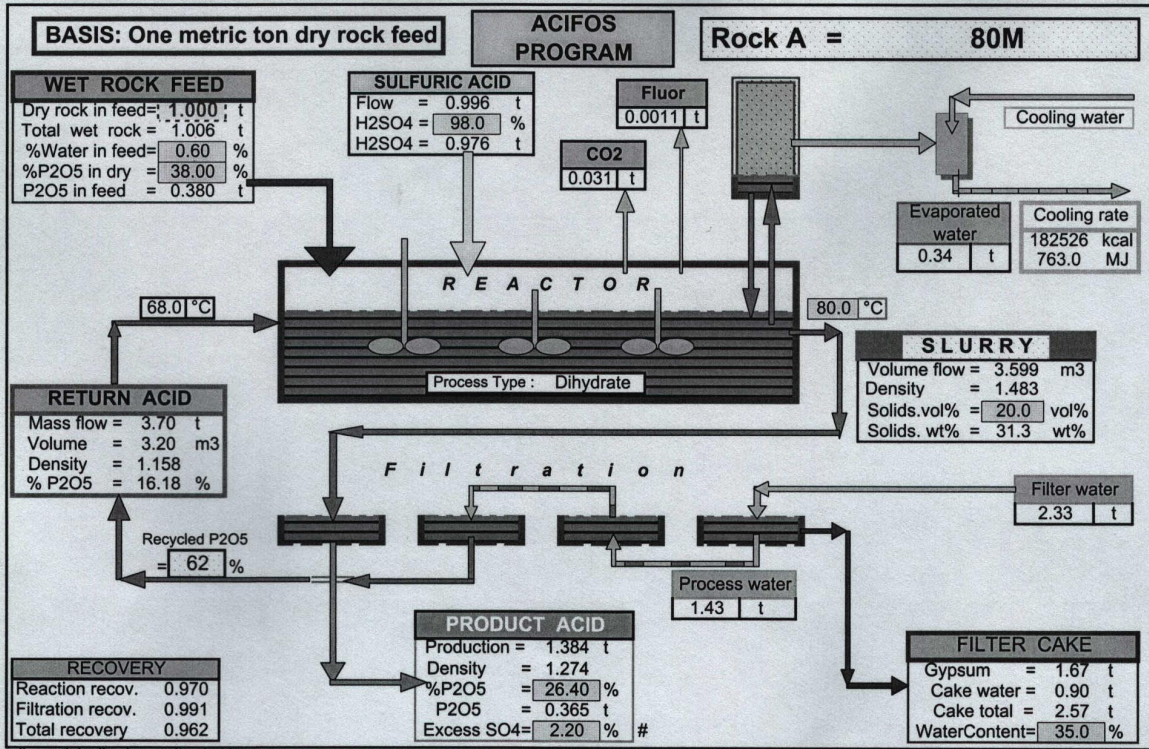 BASIS: One metric ton dry rock feed
ACIFOS
PROGRAM
Rock A = 80M
WET ROCK FEED
Dry rock in feed= 1.000 t
Total wet rock = 1.006 t
%Water in feed= 0.60 %
%P2O5 in dry = 38.00 %
P2O5 in feed = 0.380 t
SULFURIC ACID
Flow = 0.996 t
H2SO4 = 98.0 %
H2SO4 = 0.976 t
Fluor
0.0011 t
CO2
0.031 t
Cooling water
Evaporated
water
0.34 t
Cooling rate
182526 kcal
763.0 MJ
REACTOR
68.0 °C
80.0 °C
Process Type : Dihydrate
SLURRY
Volume flow = 3.599 m3
Density = 1.483
Solids.vol% = 20.0 vol%
Solids. wt% = 31.3 wt%
RETURN ACID
Mass flow = 3.70 t
Volume = 3.20 m3
Density = 1.158
% P2O5 = 16.18 %
Filtration
Filter water
2.33 t
Recycled P2O5
= 62 %
Process water
1.43 t
PRODUCT ACID
Production = 1.384 t
Density = 1.274
%P2O5 = 26.40 %
P2O5 = 0.365 t
Excess SO4= 2.20 % #
FILTER CAKE
Gypsum = 1.67 t
Cake water = 0.90 t
Cake total = 2.57 t
WaterContent= 35.0 %
RECOVERY
Reaction recov. 0.970
Filtration recov. 0.991
Total recovery 0.962